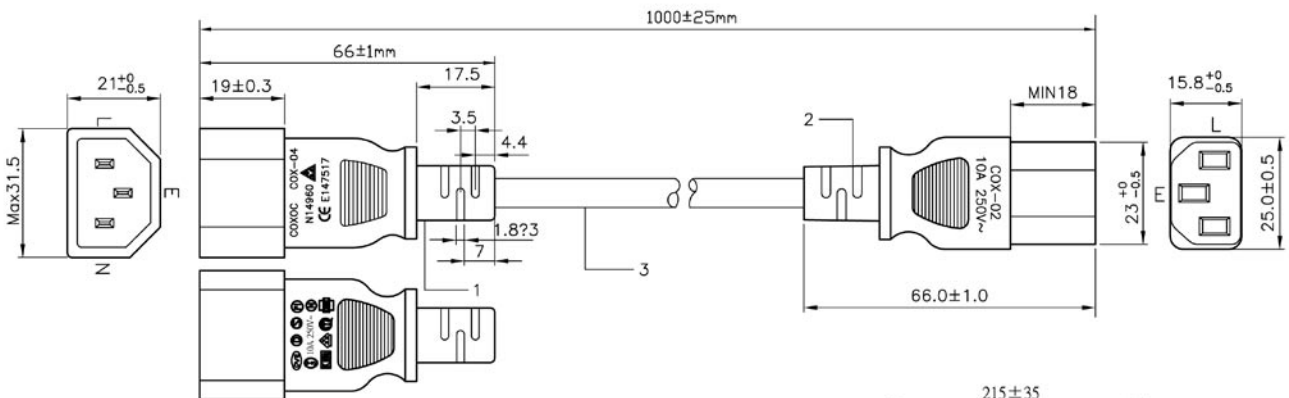 1000±25mm
66±1mm
21 +0 -0.5
19±0.3
17.5
3.5
4.4
Max31.5
L
E
N
COXOC COX-04
N14960
CE E147517
1.8?3
7
1
3
2
MIN18
COX-02
10A 250V~
23 +0 -0.5
66.0±1.0
15.8 +0 -0.5
L
E
25.0±0.5
10A 250V~
215±35